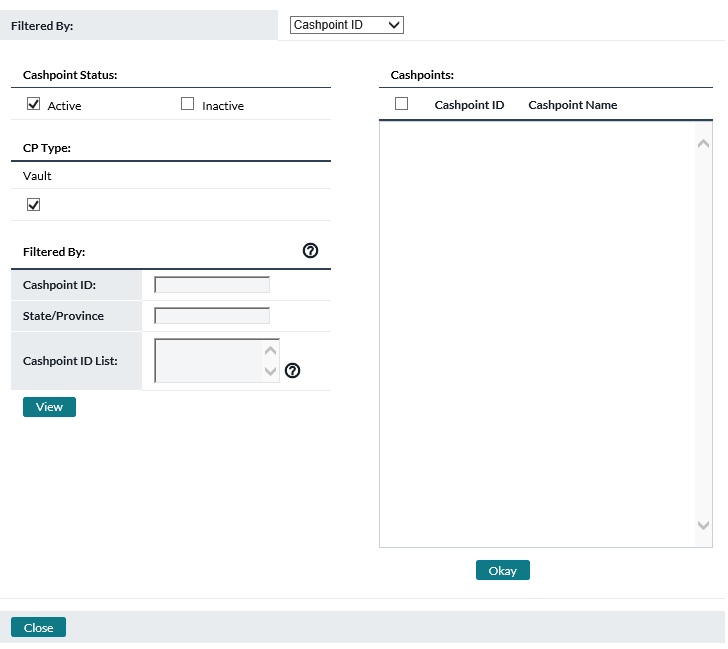 Filtered By:
Cashpoint ID
Cashpoint Status:
Active
Inactive
CP Type:
Vault
Filtered By:
Cashpoint ID:
State/Province
Cashpoint ID List:
View
Cashpoints:
Cashpoint ID
Cashpoint Name
Okay
Close